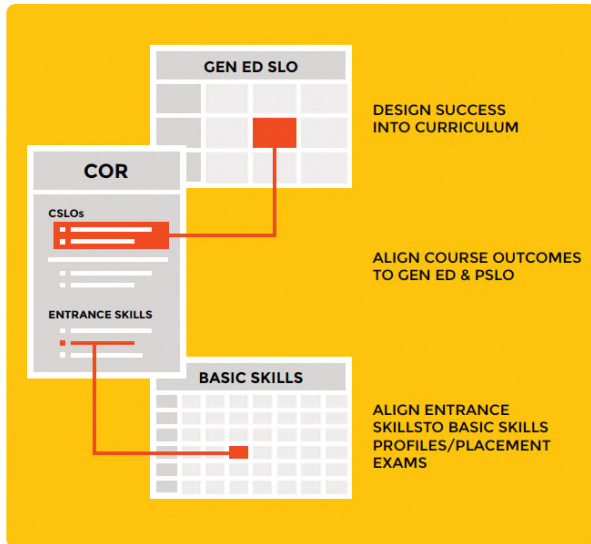 GEN ED SLO
DESIGN SUCCESS
INTO CURRICULUM
COR
CSLOs
ALIGN COURSE OUTCOMES
TO GEN ED & PSLO
ENTRANCE SKILLS
BASIC SKILLS
ALIGN ENTRANCE
SKILLSTO BASIC SKILLS
PROFILES/PLACEMENT
EXAMS